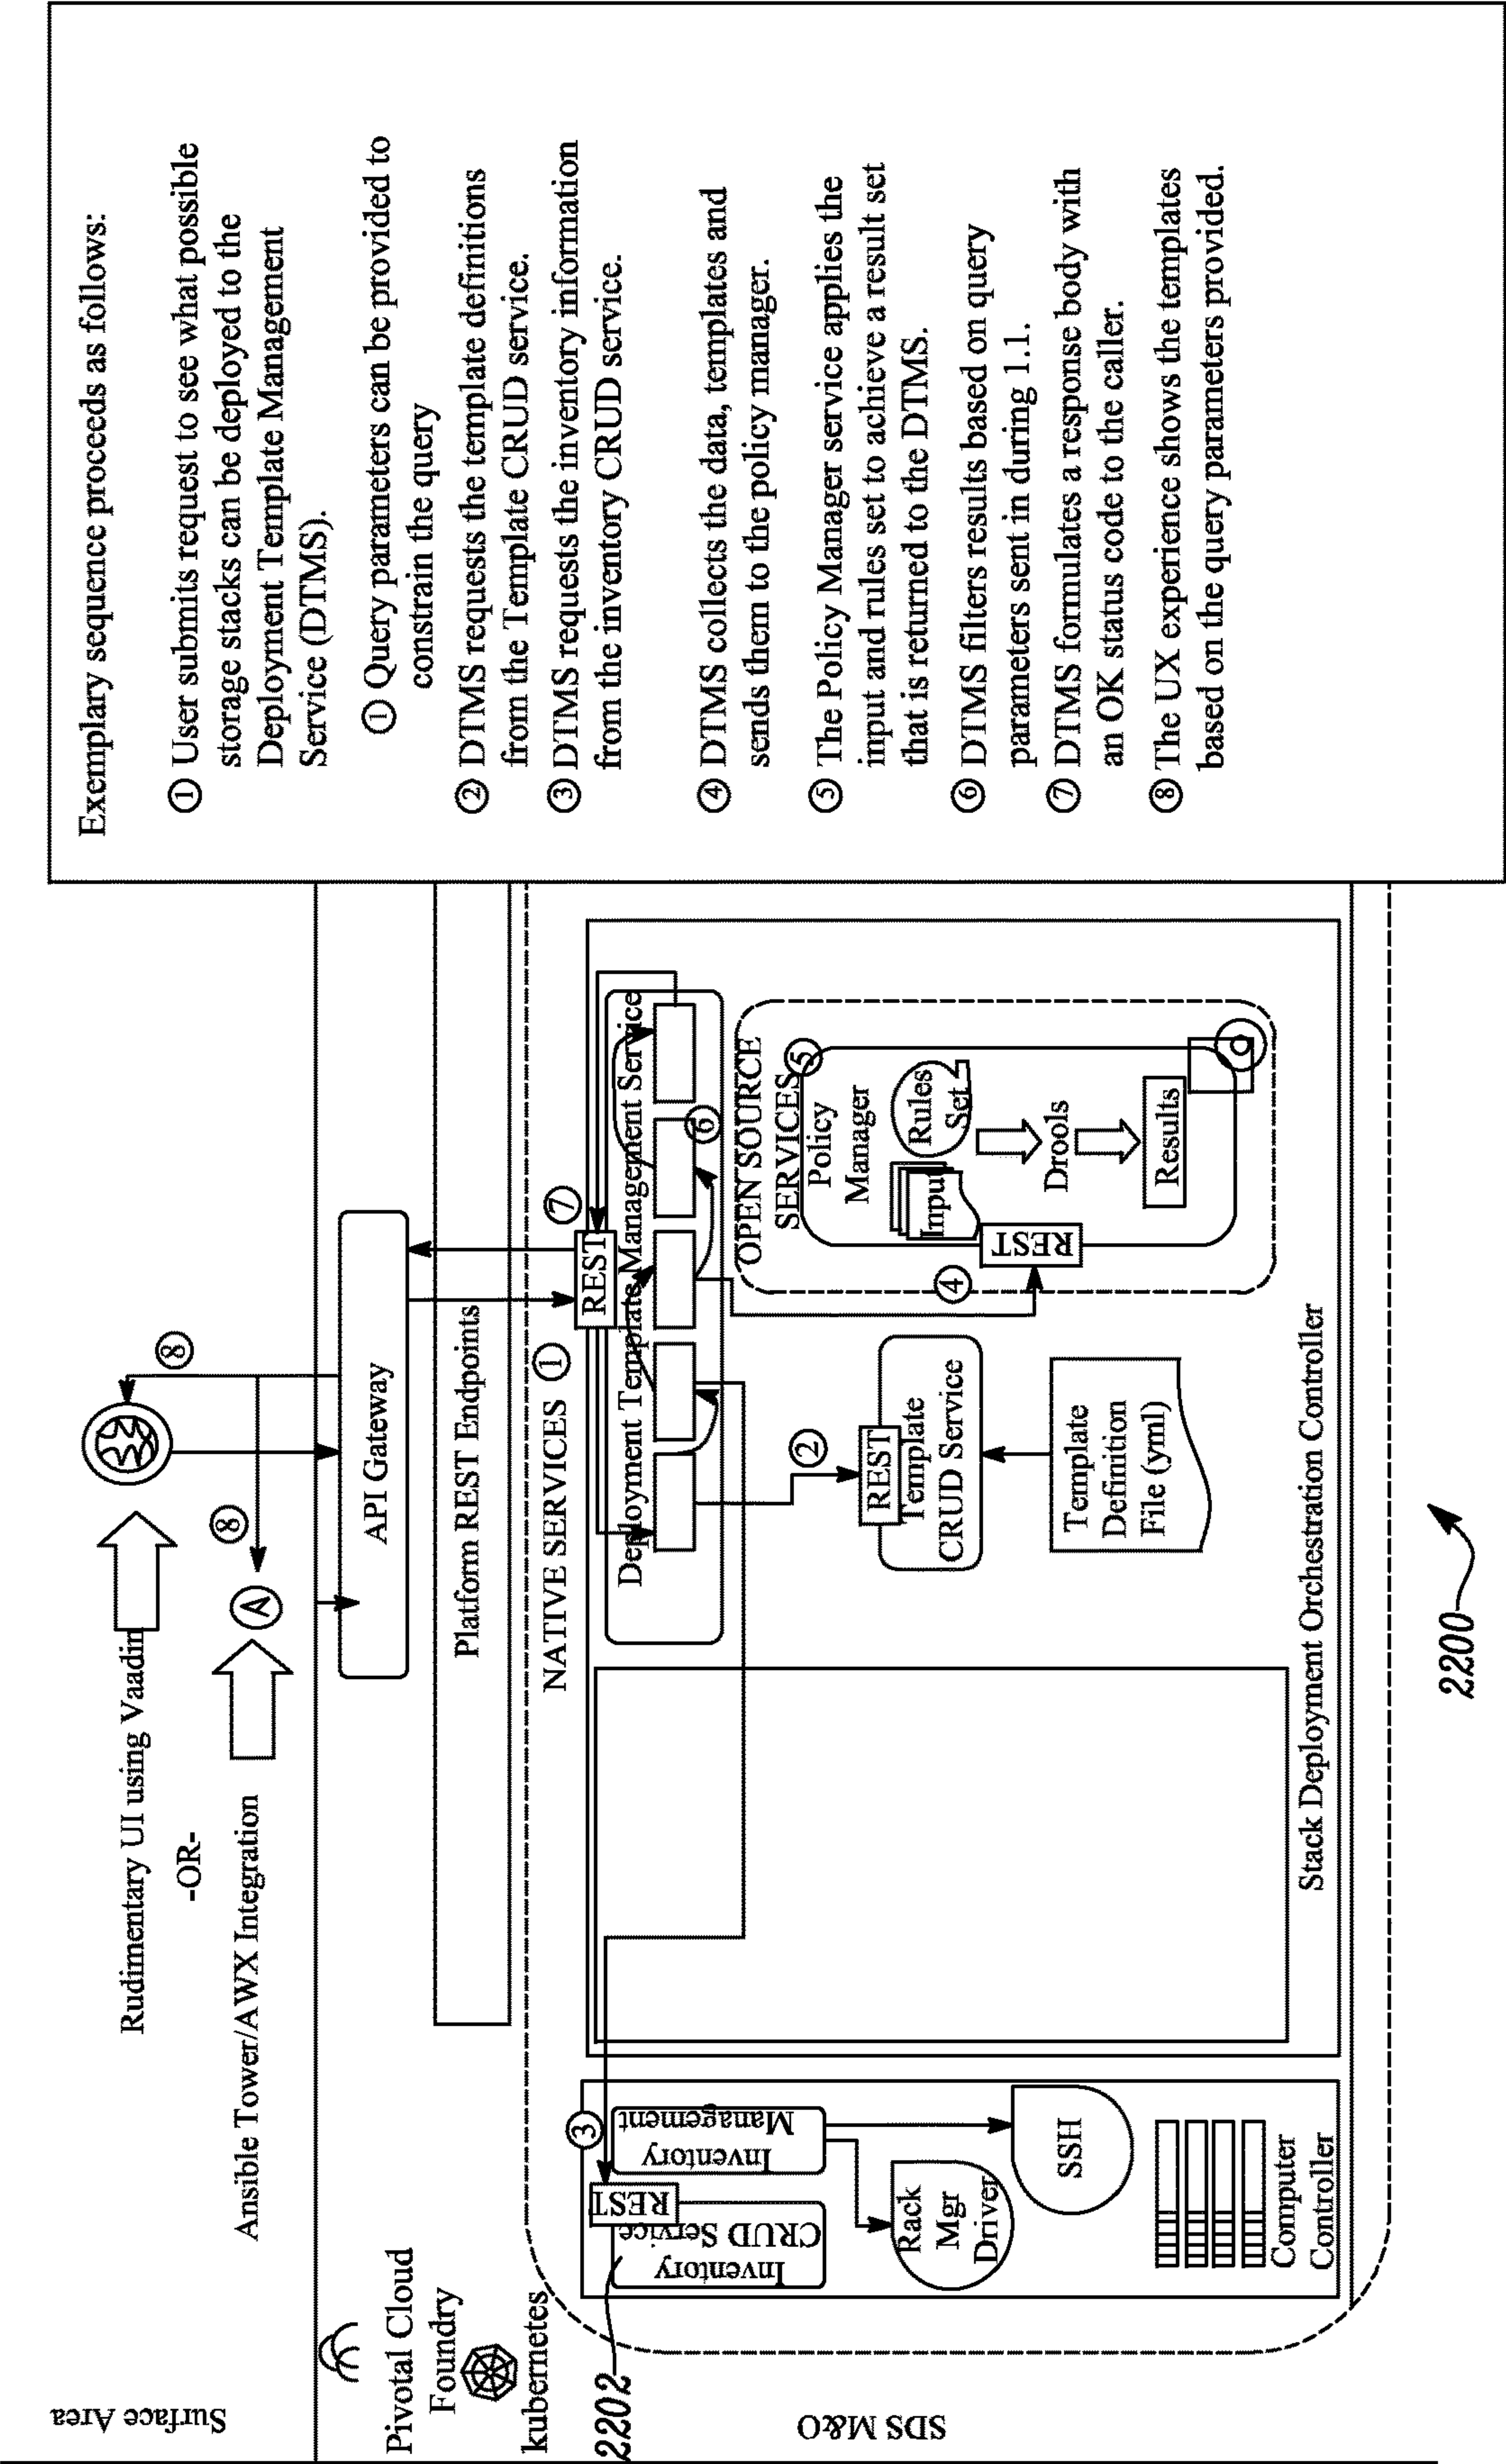 Surface Area
Rudimentary UI using Vaadin
-OR-
Ansible Tower/AWX Integration
A
8
8
Pivotal Cloud
Foundry
kubernetes
API Gateway
Platform REST Endpoints
NATIVE SERVICES
1
7
REST
Deployment Template Management Service
6
2
REST
Template
CRUD Service
Template
Definition
File (yml)
OPEN SOURCE
SERVICES
5
Policy
Manager
Input
Rules
Set
Drools
Results
4
REST
Stack Deployment Orchestration Controller
SDS M&O
2202
3
REST
Inventory
CRUD Service
Inventory
Management
Rack
Mgr
Driver
SSH
Computer
Controller
2200
Exemplary sequence proceeds as follows:
① User submits request to see what possible
storage stacks can be deployed to the
Deployment Template Management
Service (DTMS).
① Query parameters can be provided to
constrain the query
② DTMS requests the template definitions
from the Template CRUD service.
③ DTMS requests the inventory information
from the inventory CRUD service.
④ DTMS collects the data, templates and
sends them to the policy manager.
⑤ The Policy Manager service applies the
input and rules set to achieve a result set
that is returned to the DTMS.
⑥ DTMS filters results based on query
parameters sent in during 1.1.
⑦ DTMS formulates a response body with
an OK status code to the caller.
⑧ The UX experience shows the templates
based on the query parameters provided.